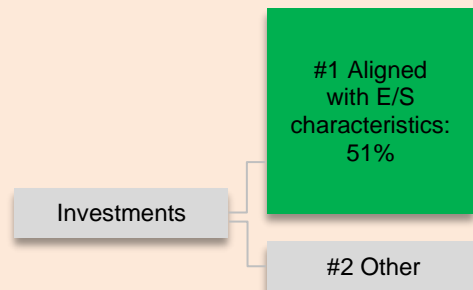 #1 Aligned
with E/S
characteristics:
51%
Investments
#2 Other